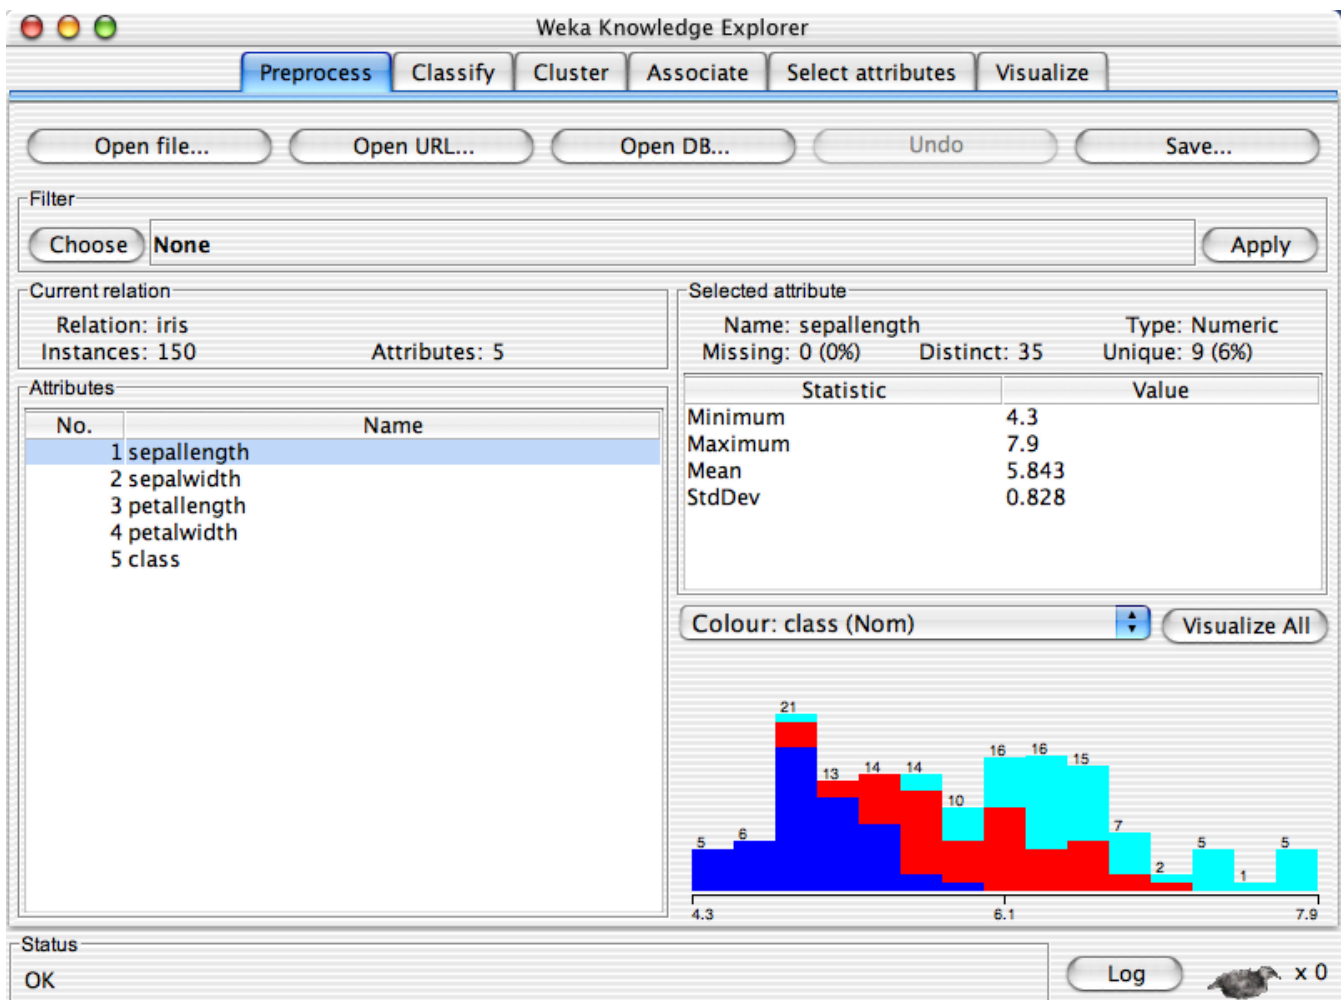 Weka Knowledge Explorer
Preprocess Classify Cluster Associate Select attributes Visualize
Open file... Open URL... Open DB... Undo Save...
Filter
Choose None Apply
Current relation
Relation: iris
Instances: 150 Attributes: 5
Attributes
No. Name
1 sepallength
2 sepalwidth
3 petallength
4 petalwidth
5 class
Selected attribute
Name: sepallength Type: Numeric
Missing: 0 (0%) Distinct: 35 Unique: 9 (6%)
Statistic Value
Minimum 4.3
Maximum 7.9
Mean 5.843
StdDev 0.828
Colour: class (Nom) Visualize All
5 6 21 13 14 14 10 16 16 15 7 2 5 1 5
4.3 6.1 7.9
Status
OK Log x 0